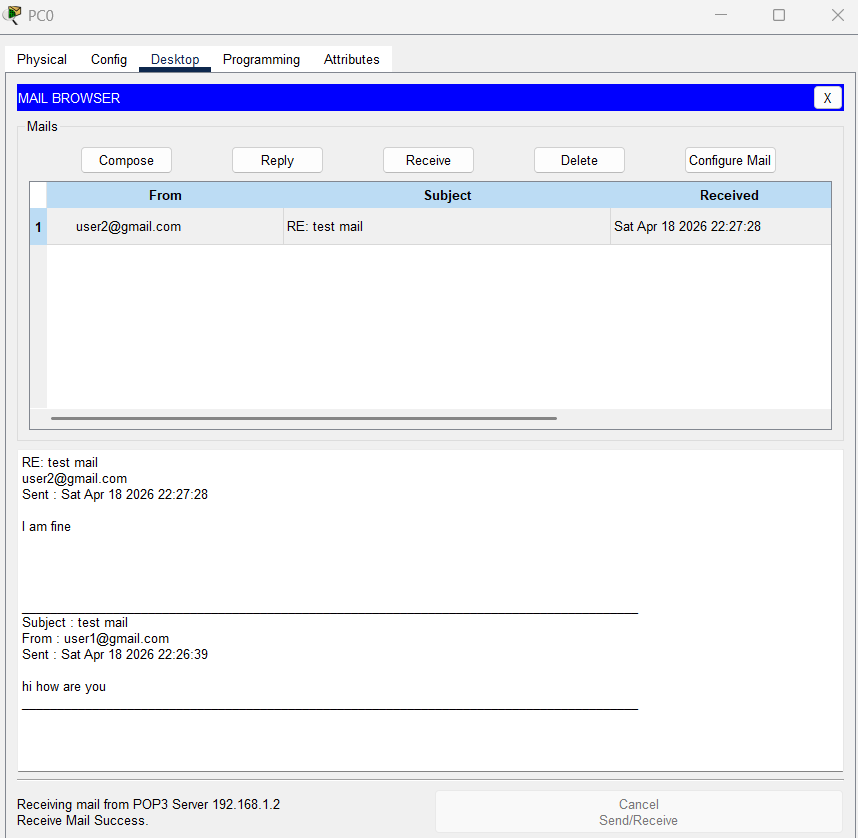 PC0
Physical Config Desktop Programming Attributes
MAIL BROWSER X
Mails
Compose Reply Receive Delete Configure Mail
From Subject Received
1 user2@gmail.com RE: test mail Sat Apr 18 2026 22:27:28
RE: test mail
user2@gmail.com
Sent : Sat Apr 18 2026 22:27:28
I am fine
Subject : test mail
From : user1@gmail.com
Sent : Sat Apr 18 2026 22:26:39
hi how are you
Receiving mail from POP3 Server 192.168.1.2
Receive Mail Success.
Cancel
Send/Receive